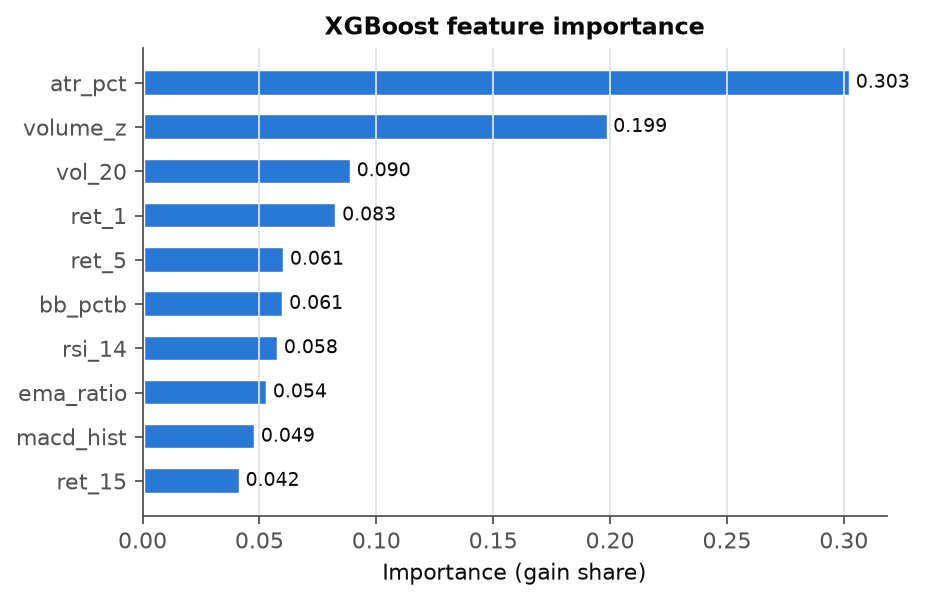 XGBoost feature importance
atr_pct 0.303
volume_z 0.199
vol_20 0.090
ret_1 0.083
ret_5 0.061
bb_pctb 0.061
rsi_14 0.058
ema_ratio 0.054
macd_hist 0.049
ret_15 0.042
0.00 0.05 0.10 0.15 0.20 0.25 0.30
Importance (gain share)